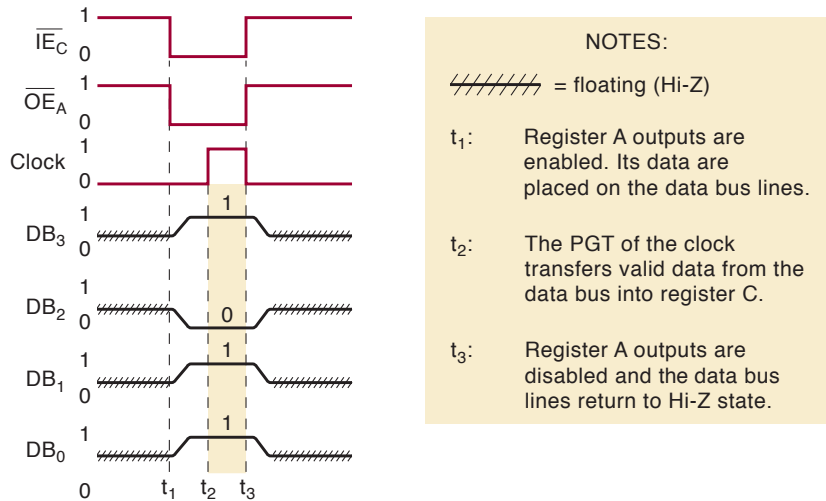 1
IE_C
0
1
OE_A
0
1
Clock
0
1
1
DB_3
0
1
DB_2
0
0
1
1
DB_1
0
1
1
DB_0
0
t_1 t_2 t_3
NOTES:
= floating (Hi-Z)
t_1: Register A outputs are
enabled. Its data are
placed on the data bus lines.
t_2: The PGT of the clock
transfers valid data from the
data bus into register C.
t_3: Register A outputs are
disabled and the data bus
lines return to Hi-Z state.